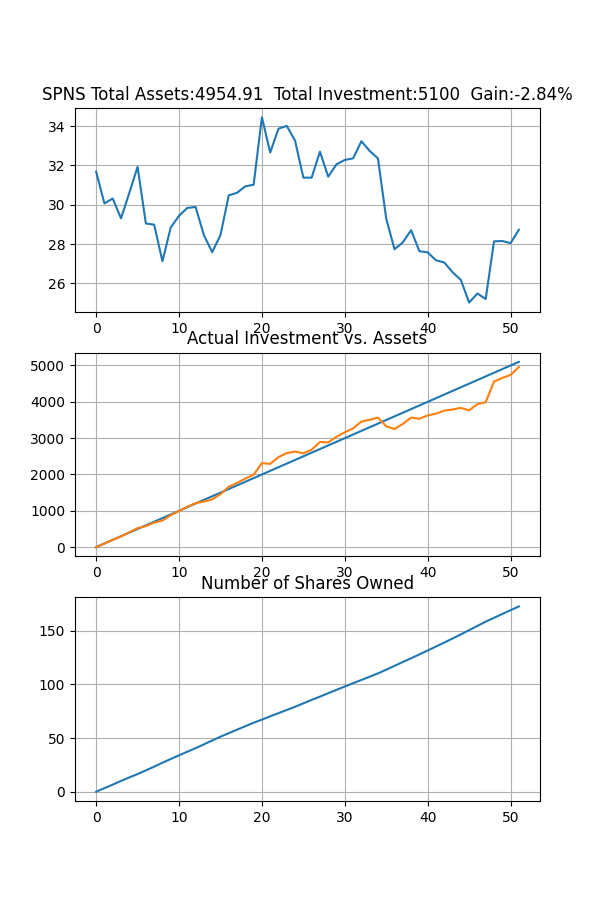 SPNS Total Assets:4954.91  Total Investment:5100  Gain:-2.84%
34
32
30
28
26
0 10 20 30 40 50
Actual Investment vs. Assets
5000
4000
3000
2000
1000
0
0 10 20 30 40 50
Number of Shares Owned
150
100
50
0
0 10 20 30 40 50